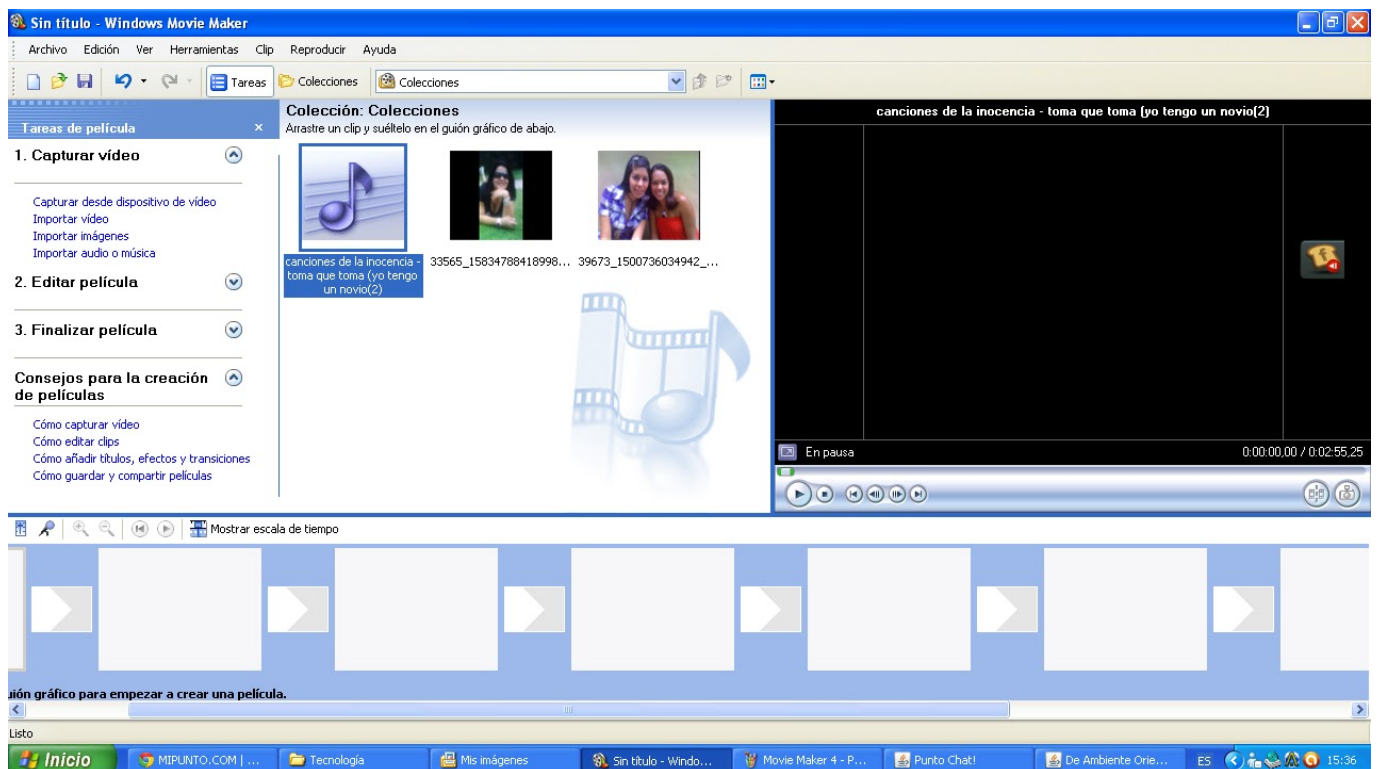 Sin título - Windows Movie Maker
Archivo Edición Ver Herramientas Clip Reproducir Ayuda
Tareas Colecciones Colecciones
Tareas de película
1. Capturar vídeo
Capturar desde dispositivo de vídeo
Importar vídeo
Importar imágenes
Importar audio o música
2. Editar película
3. Finalizar película
Consejos para la creación
de películas
Cómo capturar vídeo
Cómo editar clips
Cómo añadir títulos, efectos y transiciones
Cómo guardar y compartir películas
Colección: Colecciones
Arrastre un clip y suéltelo en el guión gráfico de abajo.
canciones de la inocencia -
toma que toma (yo tengo
un novio(2)
33565_15834788418998...
39673_1500736034942_...
canciones de la inocencia - toma que toma (yo tengo un novio(2)
En pausa 0:00:00,00 / 0:02:55,25
Mostrar escala de tiempo
uión gráfico para empezar a crear una película.
Listo
Inicio MIPUNTO.COM | ... Tecnología Mis imágenes Sin título - Windo... Movie Maker 4 - P... Punto Chat! De Ambiente Orie... ES 15:36